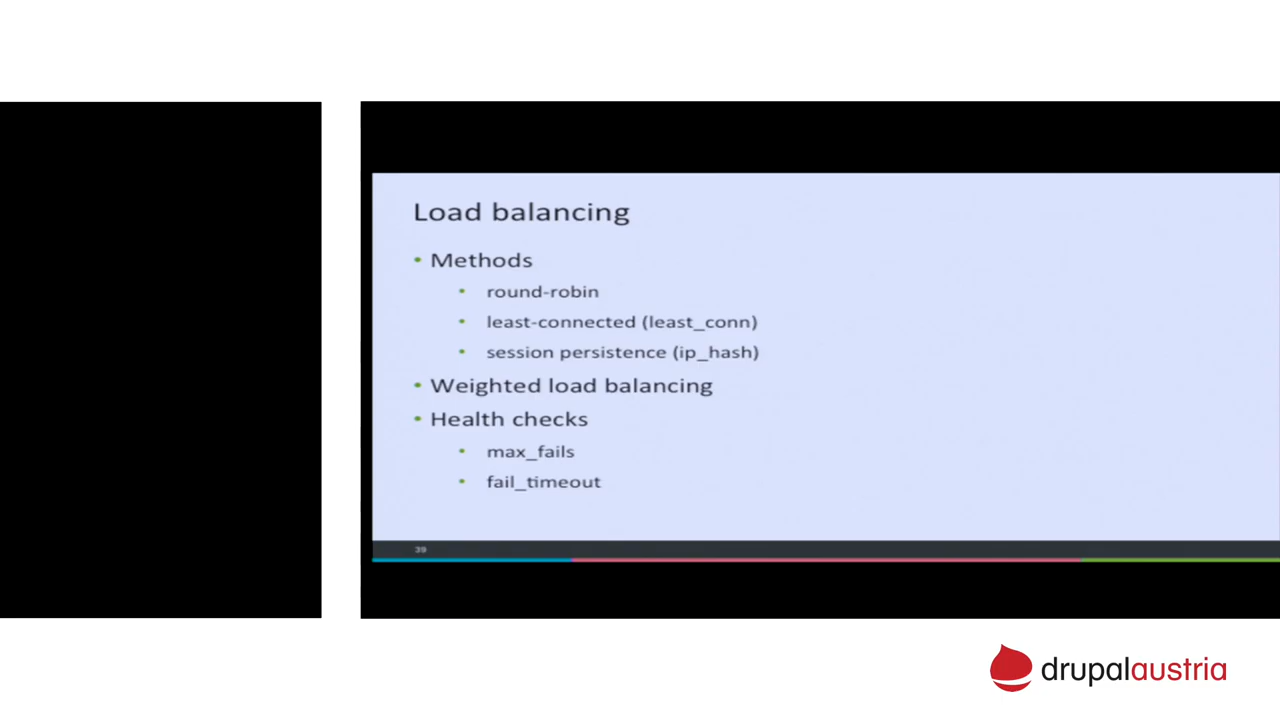 Load balancing
• Methods
• round-robin
• least-connected (least_conn)
• session persistence (ip_hash)
• Weighted load balancing
• Health checks
• max_fails
• fail_timeout
39
drupalaustria